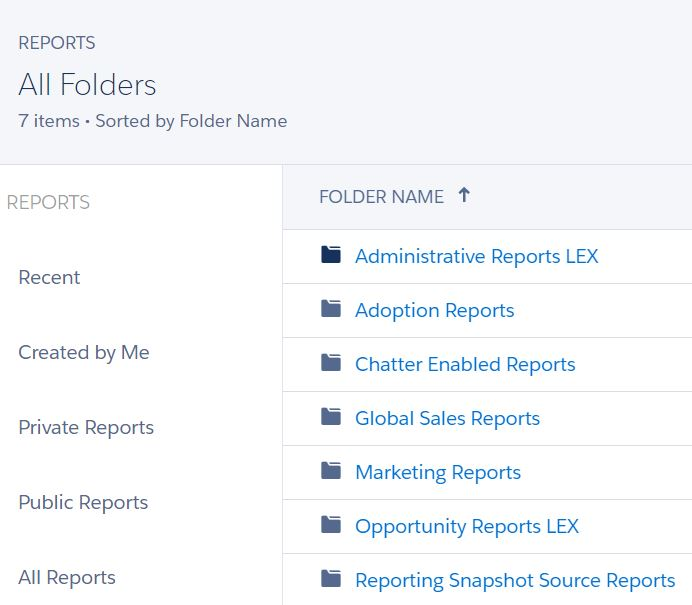 REPORTS
All Folders
7 items • Sorted by Folder Name
REPORTS
Recent
Created by Me
Private Reports
Public Reports
All Reports
FOLDER NAME
Administrative Reports LEX
Adoption Reports
Chatter Enabled Reports
Global Sales Reports
Marketing Reports
Opportunity Reports LEX
Reporting Snapshot Source Reports